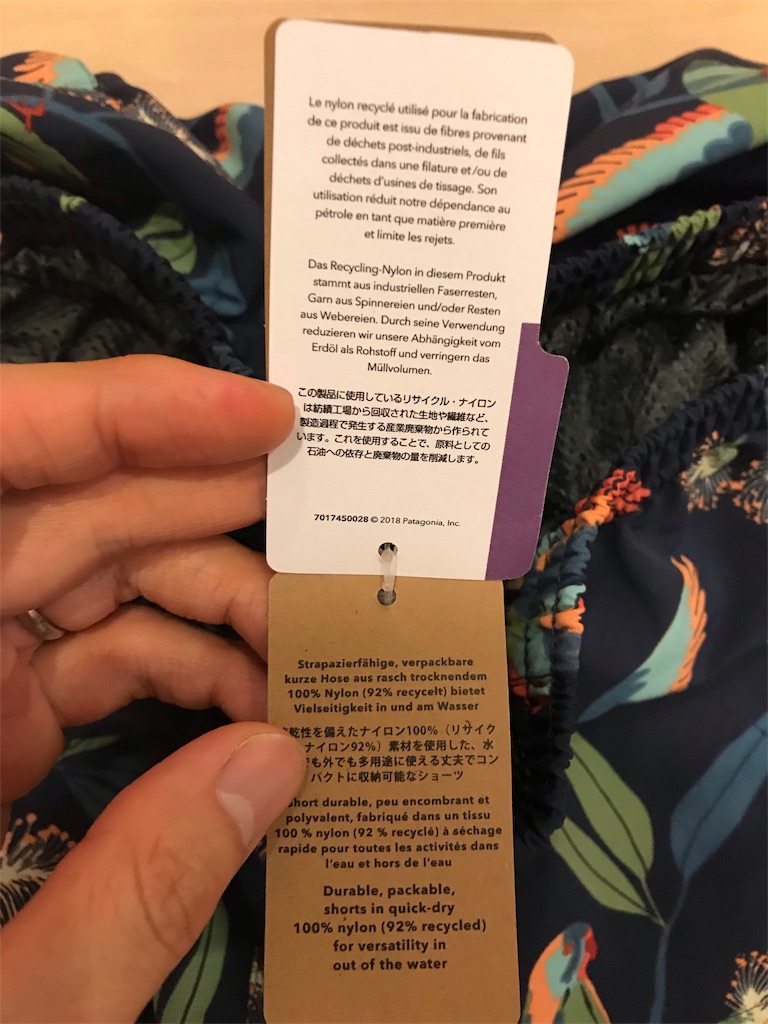 Le nylon recyclé utilisé pour la fabrication
de ce produit est issu de fibres provenant
de déchets post-industriels, de fils
collectés dans une filature et/ou de
déchets d'usines de tissage. Son
utilisation réduit notre dépendance au
pétrole en tant que matière première
et limite les rejets.
Das Recycling-Nylon in diesem Produkt
stammt aus industriellen Faserresten,
Garn aus Spinnereien und/oder Resten
aus Webereien. Durch seine Verwendung
reduzieren wir unsere Abhängigkeit vom
Erdöl als Rohstoff und verringern das
Müllvolumen.
この製品に使用しているリサイクル・ナイロン
は紡績工場から回収された生地や繊維など、
製造過程で発生する産業廃棄物から作られて
います。これを使用することで、原料としての
石油への依存と廃棄物の量を削減します。
7017450028 © 2018 Patagonia, Inc.
Strapazierfähige, verpackbare
kurze Hose aus rasch trocknendem
100% Nylon (92% recycelt) bietet
Vielseitigkeit in und am Wasser
乾性を備えたナイロン100%（リサイク
ナイロン92%）素材を使用した、水
も外でも多用途に使える丈夫でコン
パクトに収納可能なショーツ
Short durable, peu encombrant et
polyvalent, fabriqué dans un tissu
100 % nylon (92 % recyclé) à séchage
rapide pour toutes les activités dans
l'eau et hors de l'eau
Durable, packable,
shorts in quick-dry
100% nylon (92% recycled)
for versatility in
out of the water